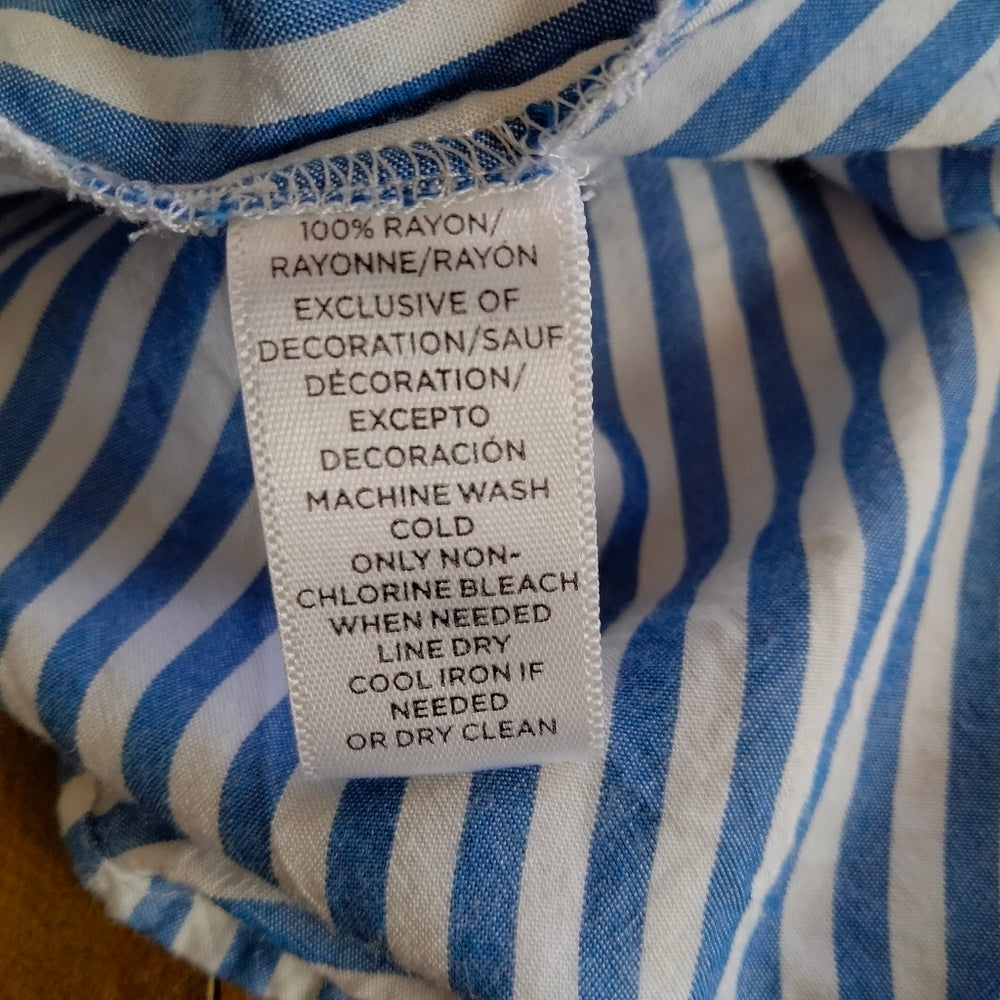 100% RAYON/
RAYONNE/RAYÓN
EXCLUSIVE OF
DECORATION/SAUF
DÉCORATION/
EXCEPTO
DECORACIÓN
MACHINE WASH
COLD
ONLY NON-
CHLORINE BLEACH
WHEN NEEDED
LINE DRY
COOL IRON IF
NEEDED
OR DRY CLEAN